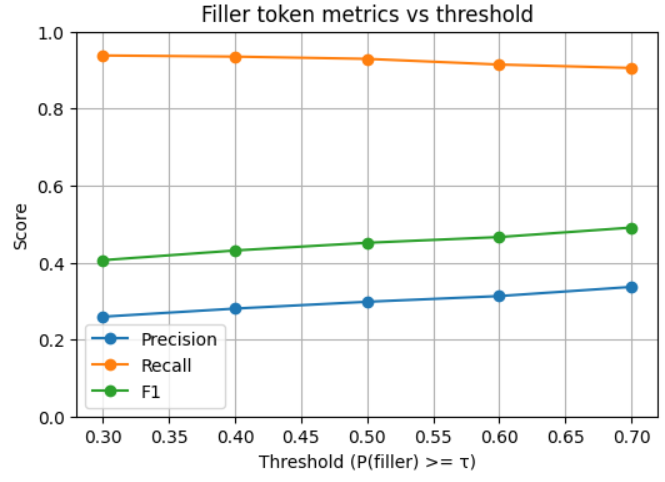 Filler token metrics vs threshold
1.0
0.8
0.6
0.4
0.2
0.0
Score
Precision
Recall
F1
0.30 0.35 0.40 0.45 0.50 0.55 0.60 0.65 0.70
Threshold (P(filler) >= τ)